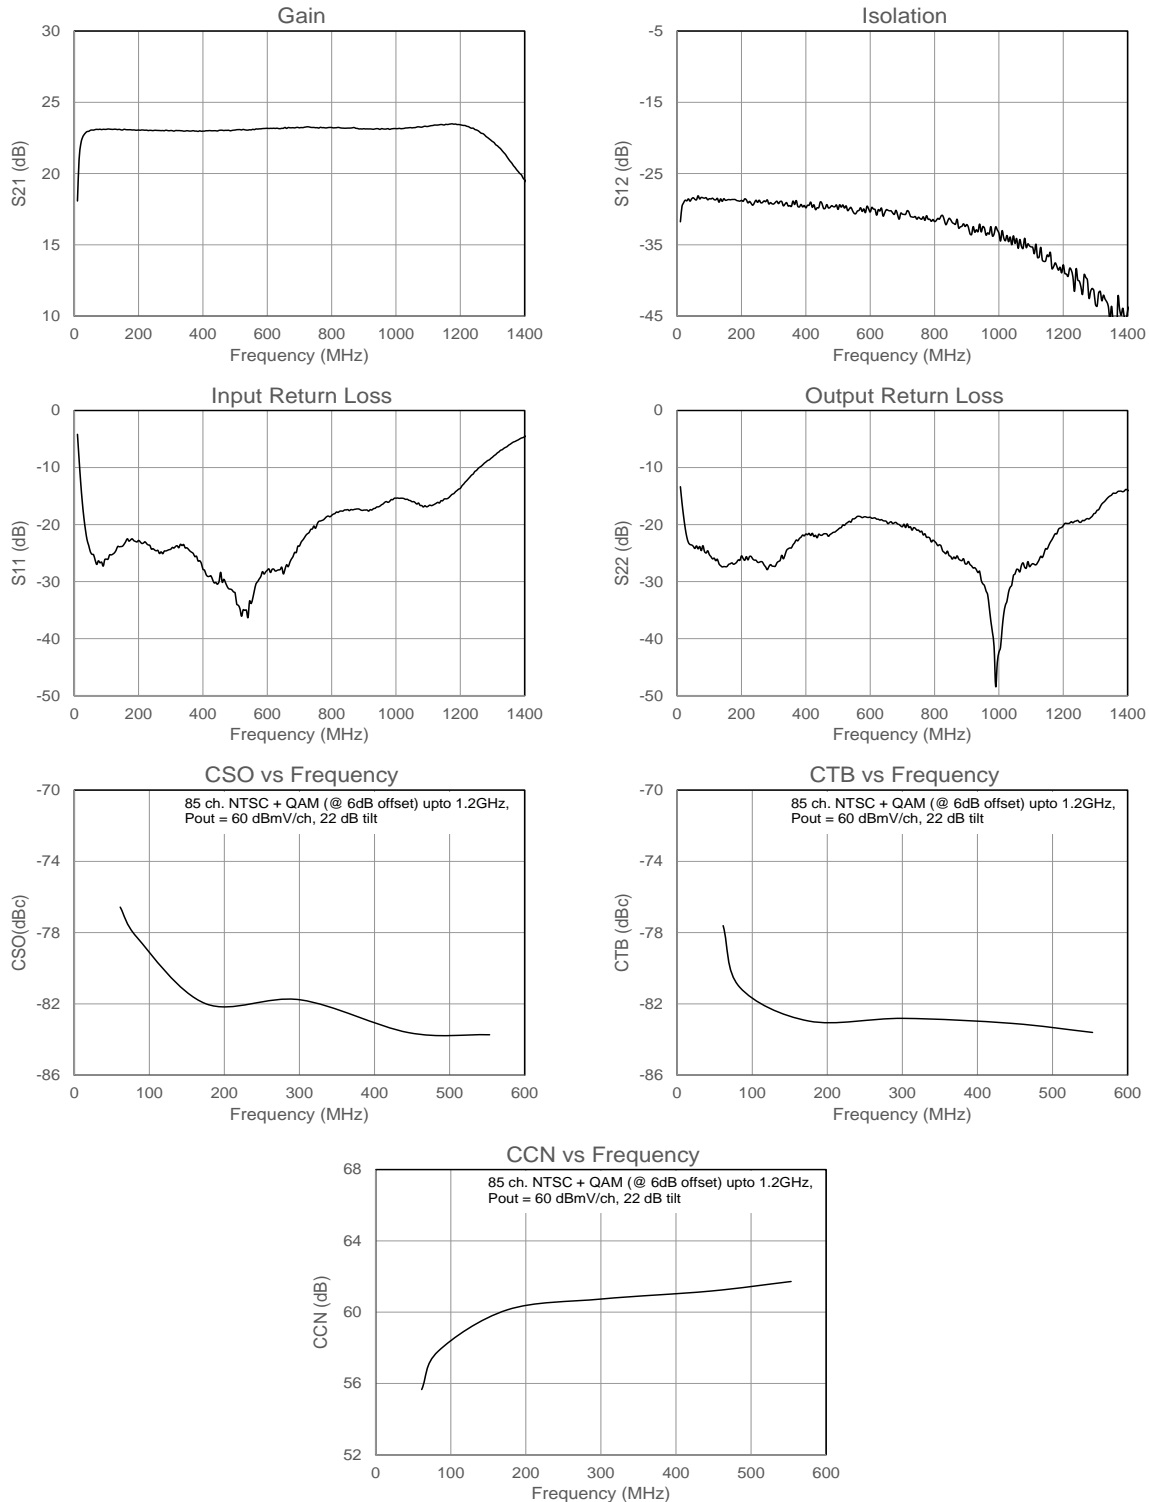 Gain
30
25
20
15
10
S21 (dB)
0 200 400 600 800 1000 1200 1400
Frequency (MHz)
Isolation
-5
-15
-25
-35
-45
S12 (dB)
0 200 400 600 800 1000 1200 1400
Frequency (MHz)
Input Return Loss
0
-10
-20
-30
-40
-50
S11 (dB)
0 200 400 600 800 1000 1200 1400
Frequency (MHz)
Output Return Loss
0
-10
-20
-30
-40
-50
S22 (dB)
0 200 400 600 800 1000 1200 1400
Frequency (MHz)
CSO vs Frequency
85 ch. NTSC + QAM (@ 6dB offset) upto 1.2GHz,
Pout = 60 dBmV/ch, 22 dB tilt
-70
-74
-78
-82
-86
CSO(dBc)
0 100 200 300 400 500 600
Frequency (MHz)
CTB vs Frequency
85 ch. NTSC + QAM (@ 6dB offset) upto 1.2GHz,
Pout = 60 dBmV/ch, 22 dB tilt
-70
-74
-78
-82
-86
CTB (dBc)
0 100 200 300 400 500 600
Frequency (MHz)
CCN vs Frequency
85 ch. NTSC + QAM (@ 6dB offset) upto 1.2GHz,
Pout = 60 dBmV/ch, 22 dB tilt
68
64
60
56
52
CCN (dB)
0 100 200 300 400 500 600
Frequency (MHz)